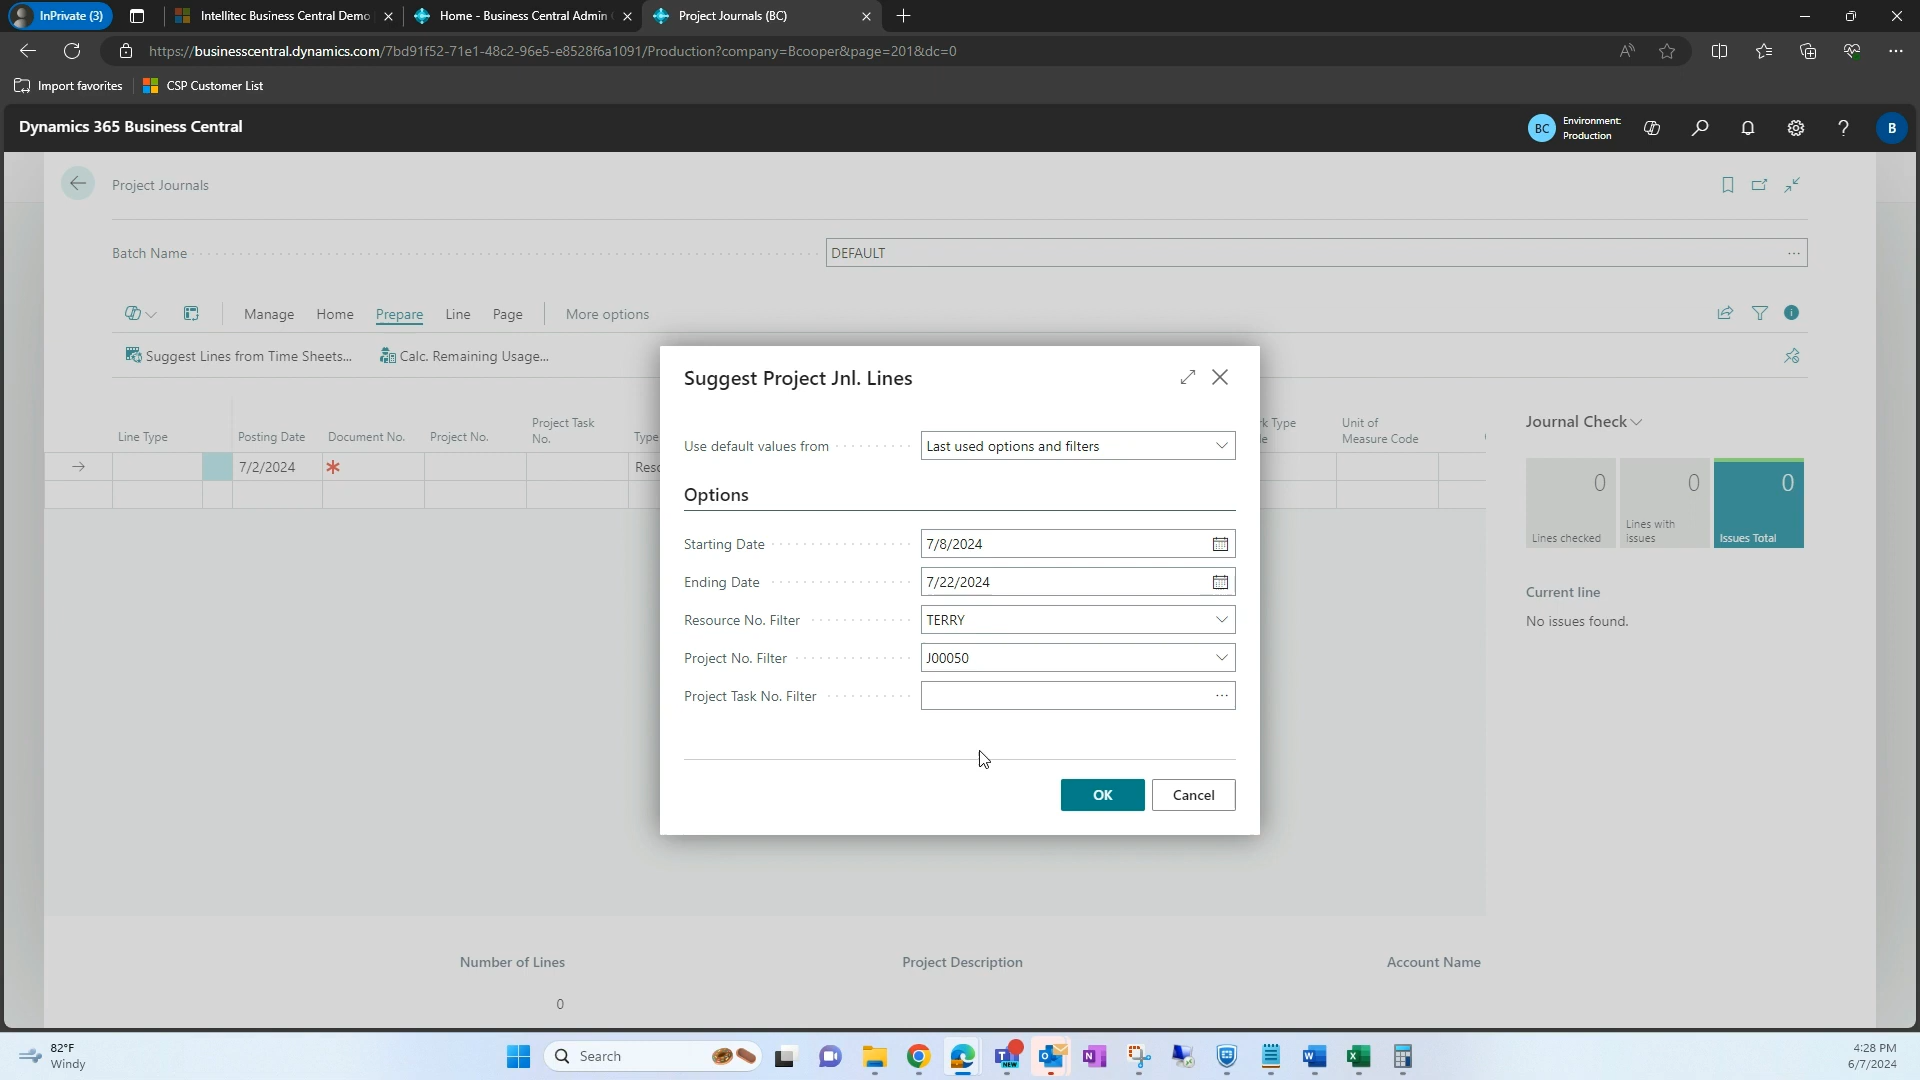 InPrivate (3)
Intellitec Business Central Demo
Home - Business Central Admin
Project Journals (BC)
https://businesscentral.dynamics.com/7bd91f52-71e1-48c2-96e5-e8528f6a1091/Production?company=Bcooper&page=201&dc=0
Import favorites
CSP Customer List
Dynamics 365 Business Central
BC
Environment:
Production
B
Project Journals
Batch Name
DEFAULT
Manage
Home
Prepare
Line
Page
More options
Suggest Lines from Time Sheets...
Calc. Remaining Usage...
Line Type
Posting Date
Document No.
Project No.
Project Task
No.
Type
Unit of
Measure Code
7/2/2024
Suggest Project Jnl. Lines
Use default values from
Last used options and filters
Options
Starting Date
7/8/2024
Ending Date
7/22/2024
Resource No. Filter
TERRY
Project No. Filter
J00050
Project Task No. Filter
OK
Cancel
Journal Check
0
Lines checked
0
Lines with
issues
0
Issues Total
Current line
No issues found.
Number of Lines
Project Description
Account Name
0
82°F
Windy
Search
NEW
4:28 PM
6/7/2024